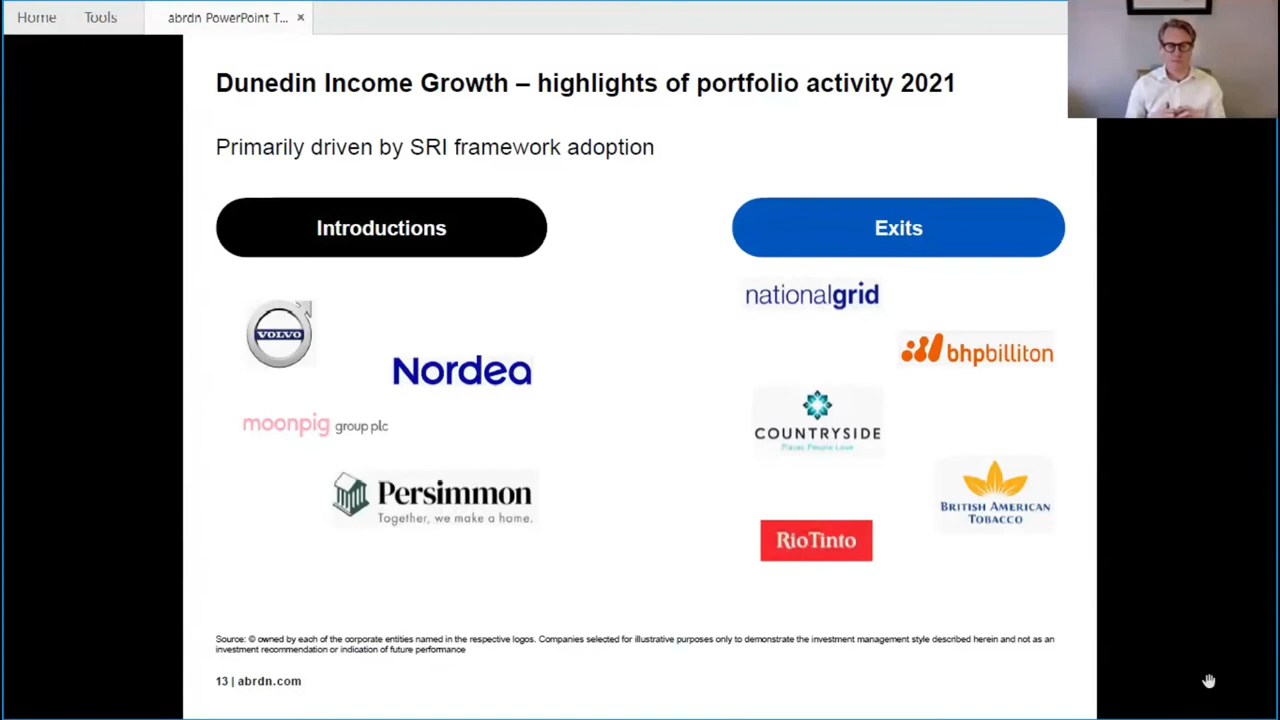 Home Tools abrdn PowerPoint T... ×
Dunedin Income Growth – highlights of portfolio activity 2021
Primarily driven by SRI framework adoption
Introductions
Exits
VOLVO
Nordea
moonpig group plc
Persimmon
Together, we make a home.
nationalgrid
bhpbilliton
COUNTRYSIDE
Places People Love
BRITISH AMERICAN
TOBACCO
RioTinto
Source: © owned by each of the corporate entities named in the respective logos. Companies selected for illustrative purposes only to demonstrate the investment management style described herein and not as an
investment recommendation or indication of future performance
13 | abrdn.com